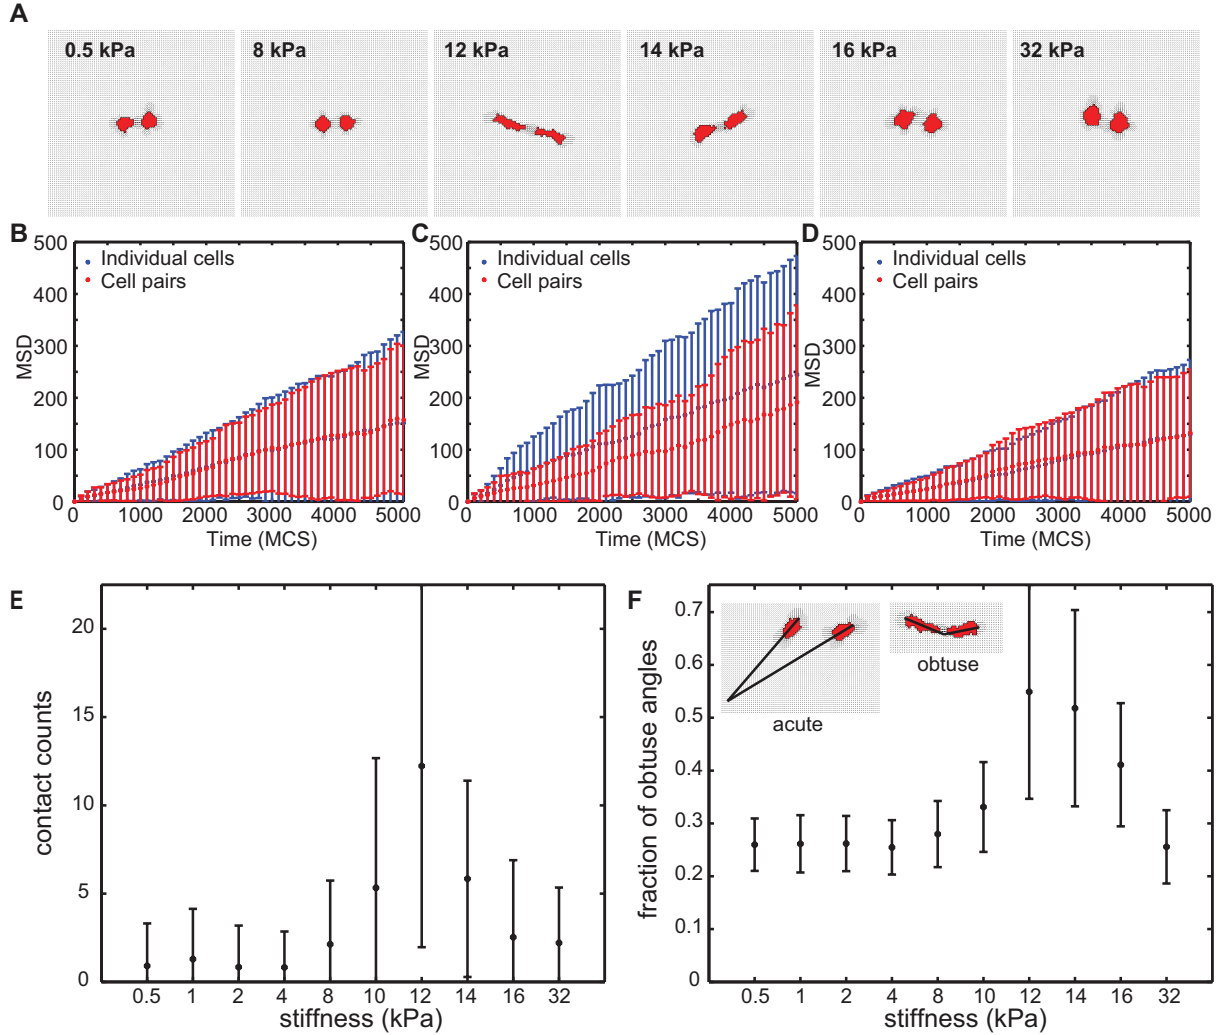 A
0.5 kPa 8 kPa 12 kPa 14 kPa 16 kPa 32 kPa
B
500
400
300
200
100
0
MSD
Individual cells
Cell pairs
0 1000 2000 3000 4000 5000
Time (MCS)
C
500
400
300
200
100
0
MSD
Individual cells
Cell pairs
0 1000 2000 3000 4000 5000
Time (MCS)
D
500
400
300
200
100
0
MSD
Individual cells
Cell pairs
0 1000 2000 3000 4000 5000
Time (MCS)
E
20
15
10
5
0
contact counts
0.5 1 2 4 8 10 12 14 16 32
stiffness (kPa)
F
0.7
0.6
0.5
0.4
0.3
0.2
0.1
0
fraction of obtuse angles
acute
obtuse
0.5 1 2 4 8 10 12 14 16 32
stiffness (kPa)